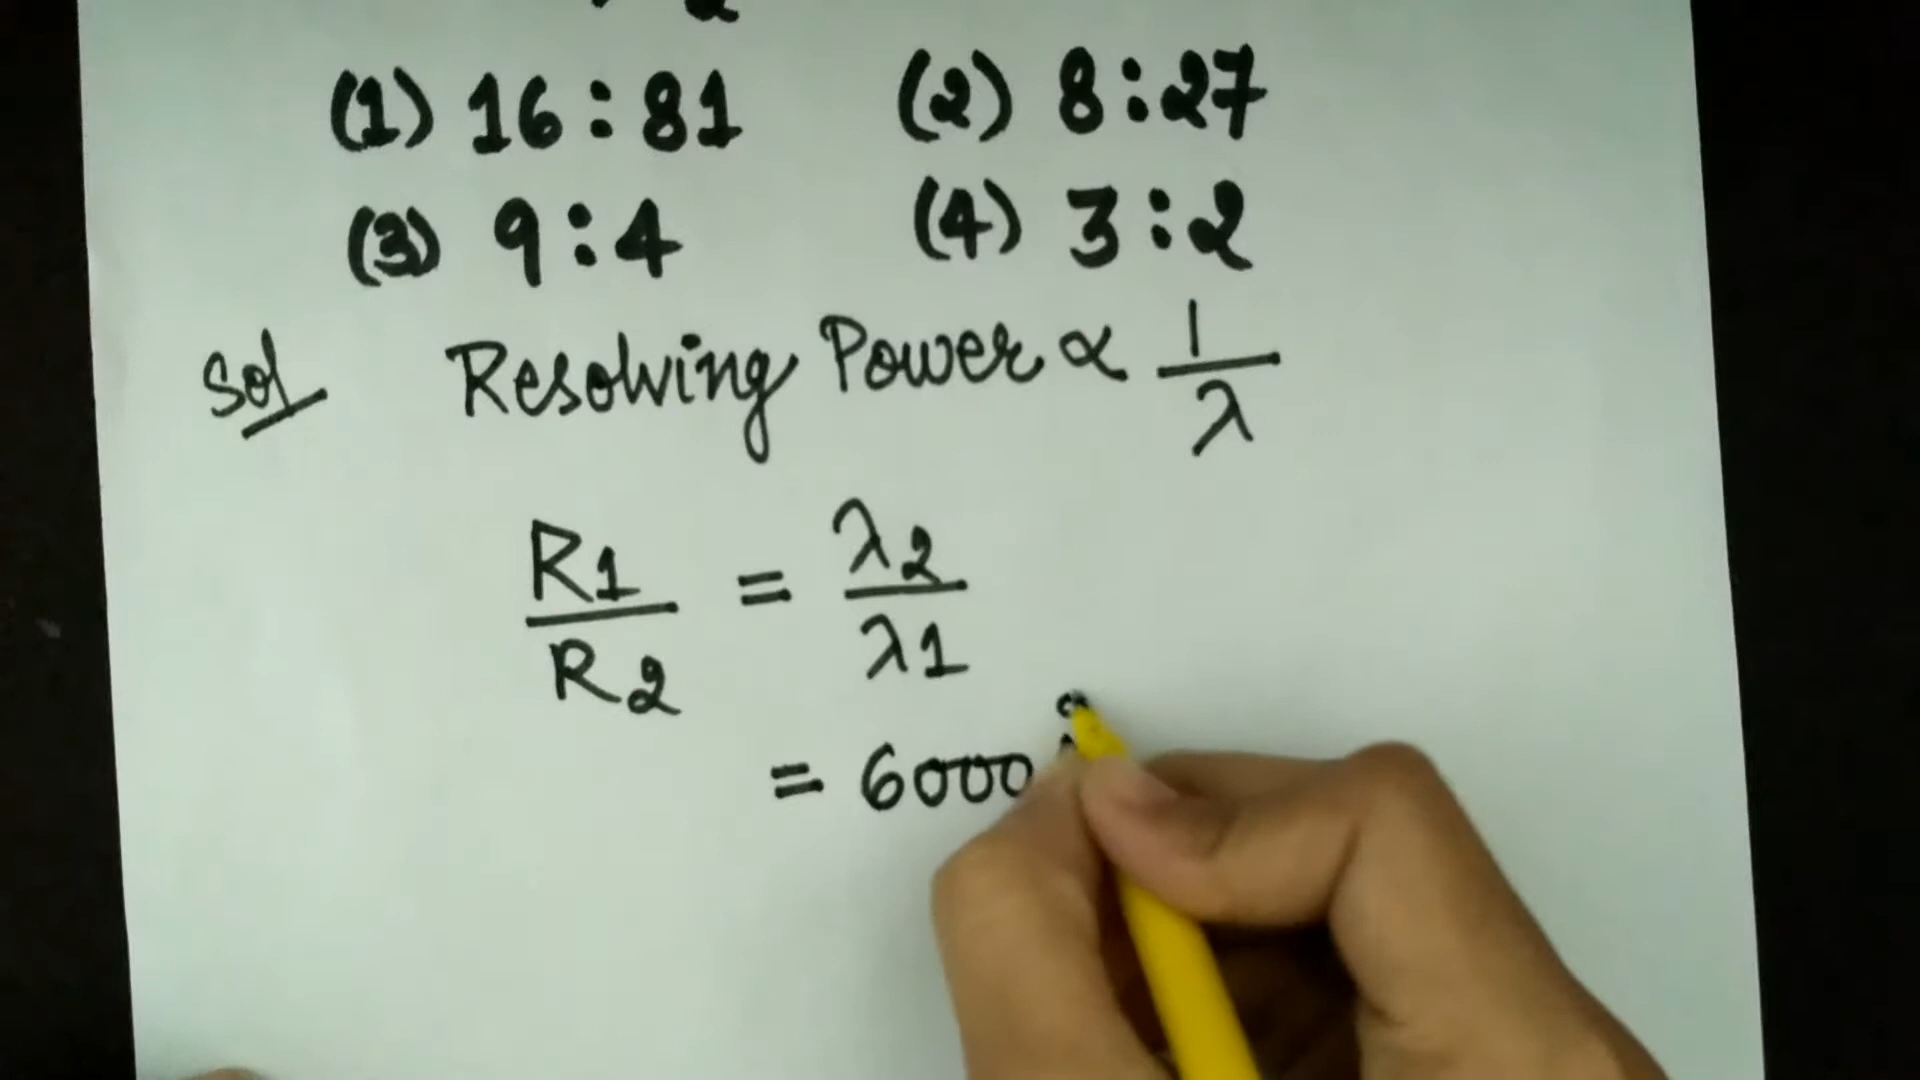 2
(1) 16:81 (2) 8:27
(3) 9:4 (4) 3:2
Sol Resolving Power ∝ 1/λ
R1/R2 = λ2/λ1
= 6000